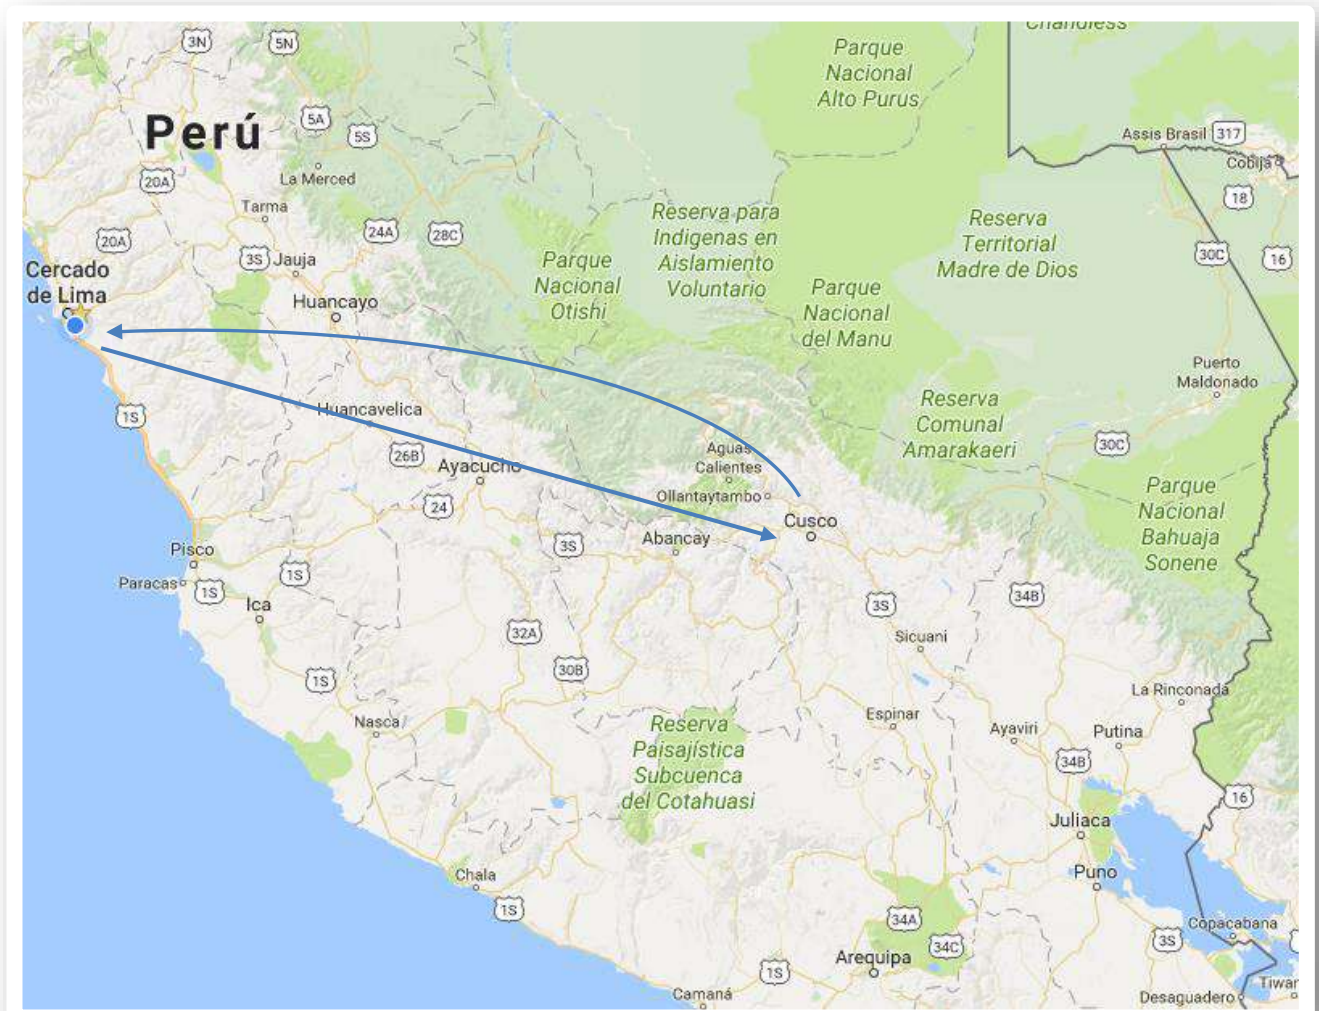 Chandless
3N
5N
Parque
Nacional
Alto Purus
Perú
5A
5S
Assis Brasil
317
Cobija
La Merced
20A
18
Tarma
Reserva para
Indigenas en
Aislamiento
Voluntario
Reserva
Territorial
Madre de Dios
24A
28C
20A
3S
Jauja
Parque
Nacional
Otishi
30C
16
Cercado
de Lima
Huancayo
Parque
Nacional
del Manu
Puerto
Maldonado
1S
Huancavelica
Reserva
Comunal
Amarakaeri
30C
26B
Ayacucho
Aguas
Calientes
Ollantaytambo
24
Parque
Nacional
Bahuaja
Sonene
Cusco
3S
Abancay
Pisco
Paracas
1S
1S
Ica
3S
34B
32A
Sicuani
30B
1S
La Rinconada
Nasca
Reserva
Paisajística
Subcuenca
del Cotahuasi
Espinar
Ayaviri
Putina
34B
16
Juliaca
Chala
Puno
1S
34A
34C
Copacabana
3S
Arequipa
1S
Camaná
Desaguadero
Tiwar